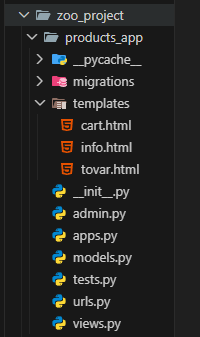 zoo_project
products_app
__pycache__
migrations
templates
cart.html
info.html
tovar.html
__init__.py
admin.py
apps.py
models.py
tests.py
urls.py
views.py